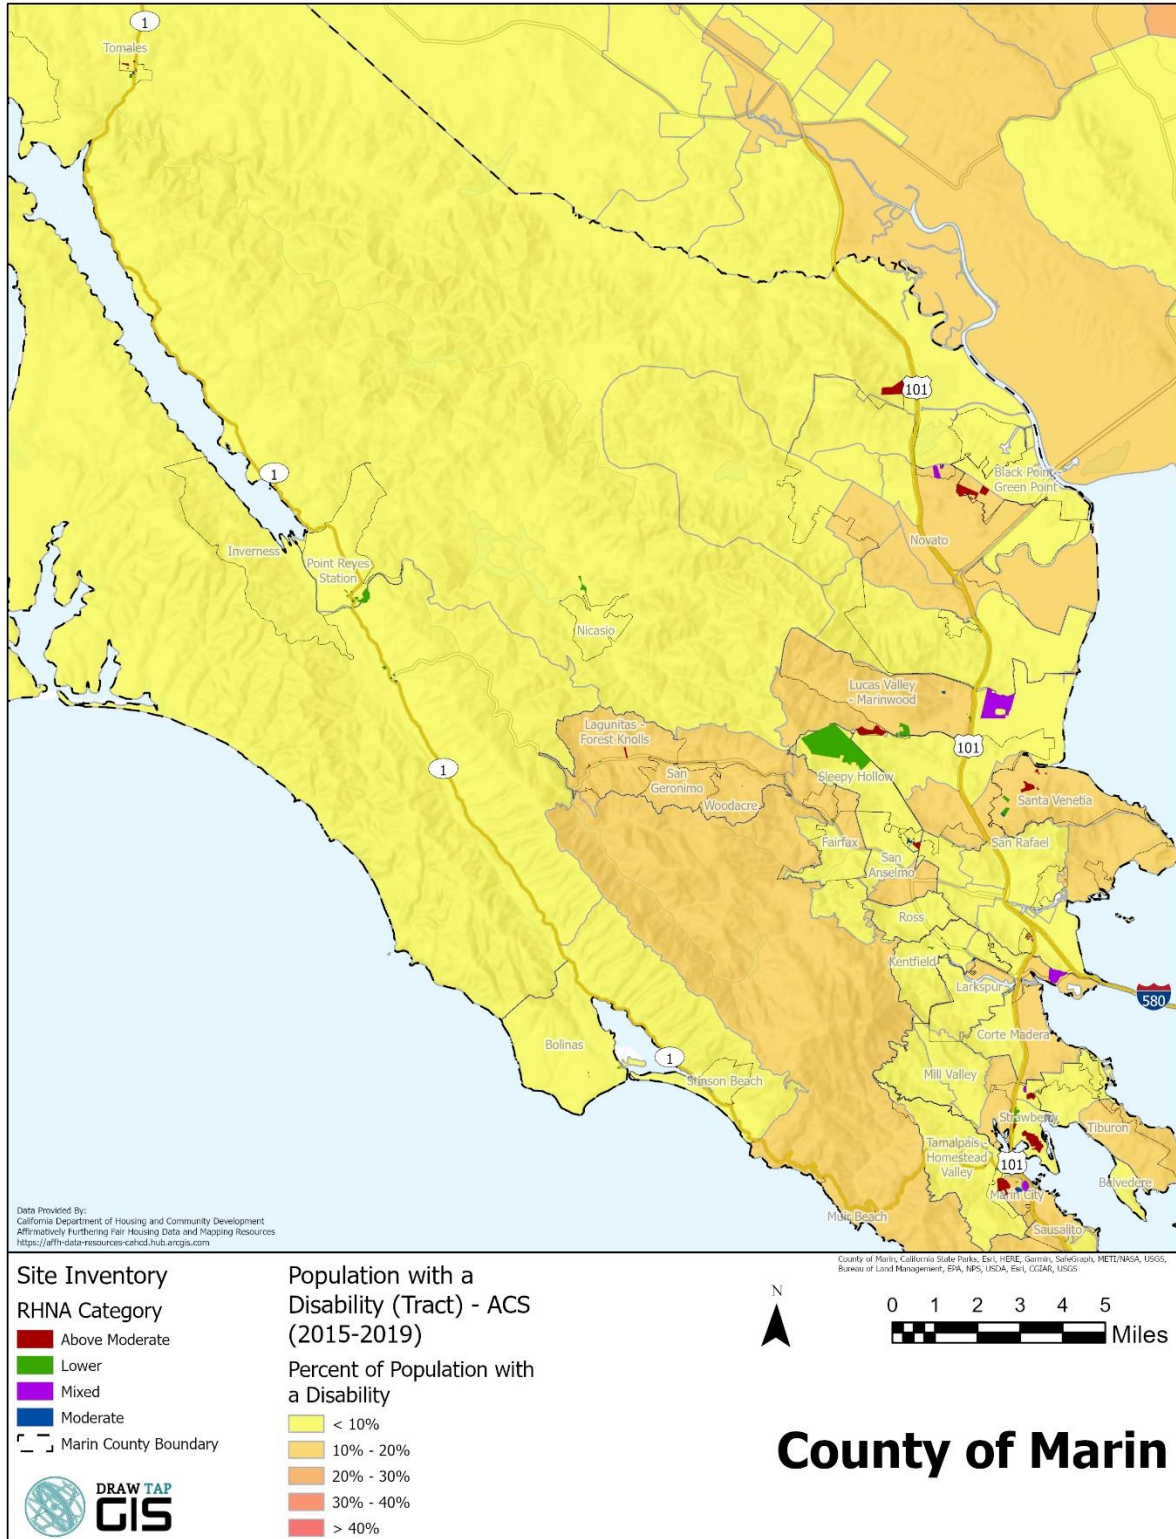 1
Tomales
101
Black Point -
Green Point
Novato
1
Inverness
Point Reyes
Station
Nicasio
Lucas Valley
- Marinwood
Lagunitas -
Forest Knolls
101
1
San
Geronimo
Sleepy Hollow
Woodacre
Santa Venetia
Fairfax
San Rafael
San
Anselmo
Ross
Kentfield
Larkspur
580
Corte Madera
Bolinas
1
Stinson Beach
Mill Valley
Strawberry
Tiburon
Tamalpais -
Homestead
Valley
101
Belvedere
Marin City
Muir Beach
Sausalito
Data Provided By:
California Department of Housing and Community Development
Affirmatively Furthering Fair Housing Data and Mapping Resources
https://affh-data-resources-cahcd.hub.arcgis.com
County of Marin, California State Parks, Esri, HERE, Garmin, SafeGraph, METI/NASA, USGS,
Bureau of Land Management, EPA, NPS, USDA, Esri, CGIAR, USGS
Site Inventory
RHNA Category
Above Moderate
Lower
Mixed
Moderate
Marin County Boundary
DRAW TAP
GIS
Population with a
Disability (Tract) - ACS
(2015-2019)
Percent of Population with
a Disability
< 10%
10% - 20%
20% - 30%
30% - 40%
> 40%
N
0 1 2 3 4 5
Miles
County of Marin